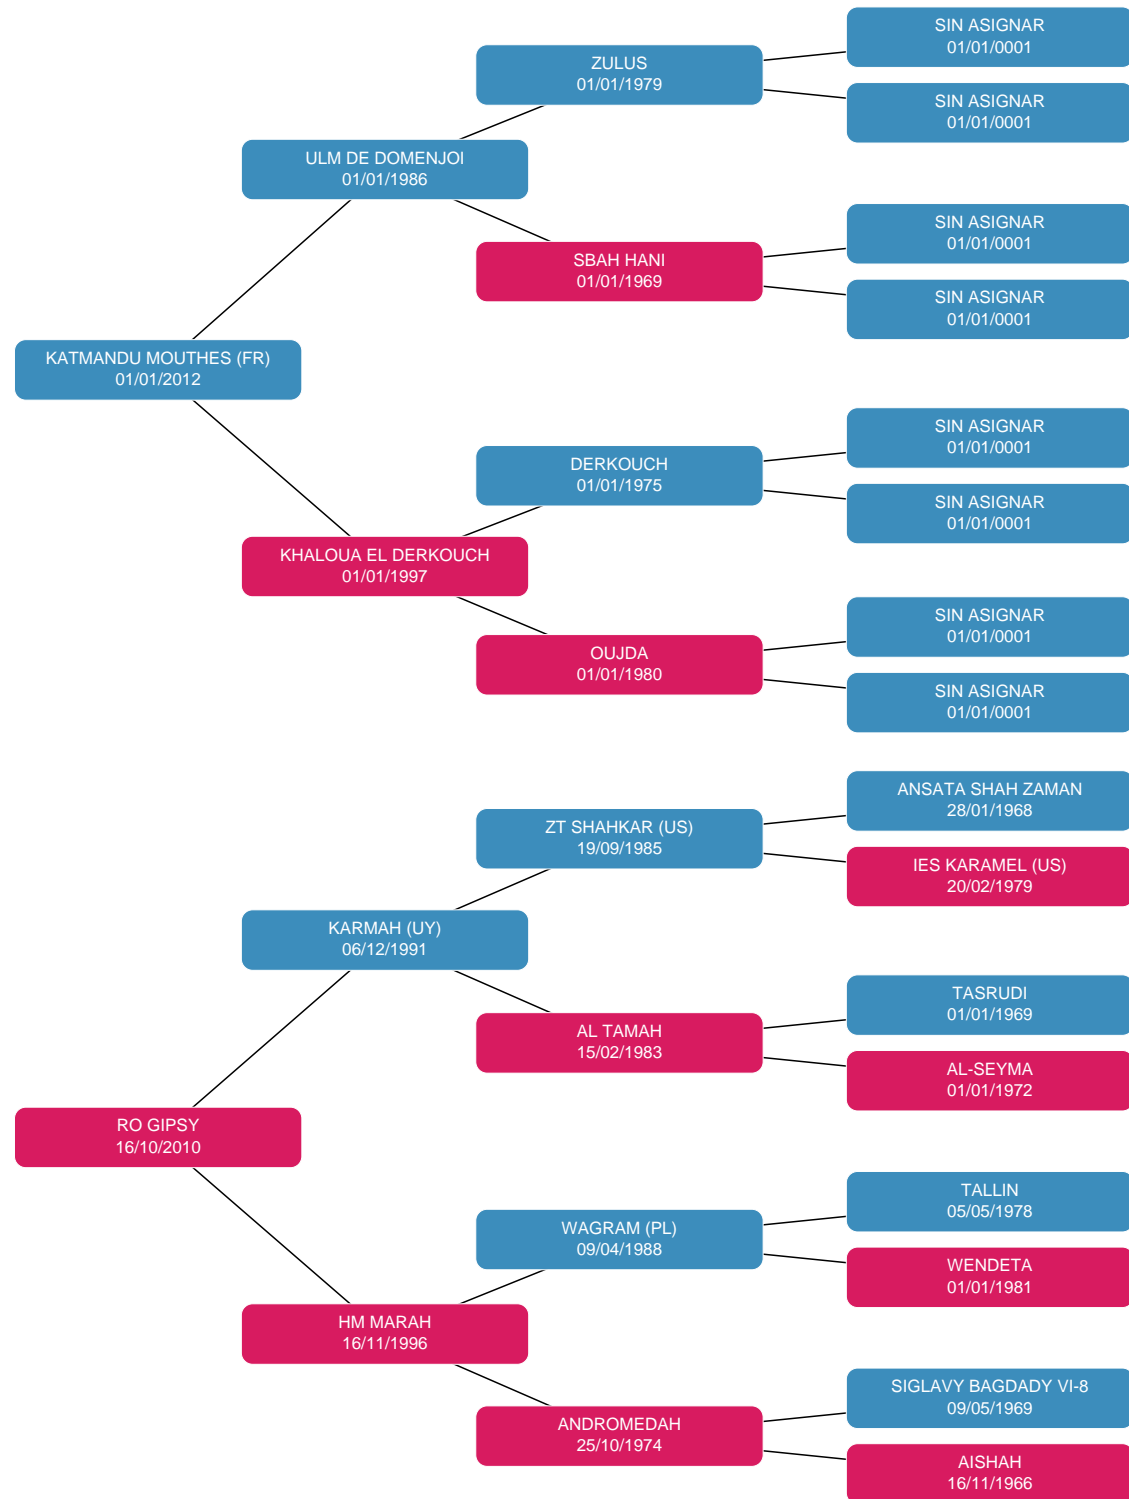 SIN ASIGNAR
01/01/0001
ZULUS
01/01/1979
SIN ASIGNAR
01/01/0001
ULM DE DOMENJOI
01/01/1986
SIN ASIGNAR
01/01/0001
SBAH HANI
01/01/1969
SIN ASIGNAR
01/01/0001
KATMANDU MOUTHES (FR)
01/01/2012
SIN ASIGNAR
01/01/0001
DERKOUCH
01/01/1975
SIN ASIGNAR
01/01/0001
KHALOUA EL DERKOUCH
01/01/1997
SIN ASIGNAR
01/01/0001
OUJDA
01/01/1980
SIN ASIGNAR
01/01/0001
ANSATA SHAH ZAMAN
28/01/1968
ZT SHAHKAR (US)
19/09/1985
IES KARAMEL (US)
20/02/1979
KARMAH (UY)
06/12/1991
TASRUDI
01/01/1969
AL TAMAH
15/02/1983
AL-SEYMA
01/01/1972
RO GIPSY
16/10/2010
TALLIN
05/05/1978
WAGRAM (PL)
09/04/1988
WENDETA
01/01/1981
HM MARAH
16/11/1996
SIGLAVY BAGDADY VI-8
09/05/1969
ANDROMEDAH
25/10/1974
AISHAH
16/11/1966